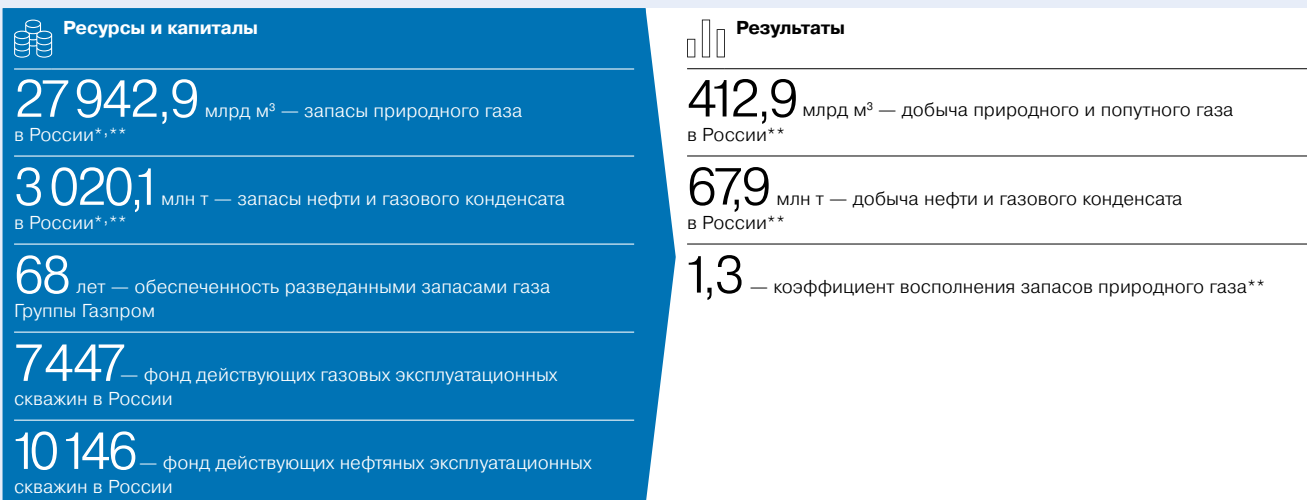 Ресурсы и капиталы
27 942,9 млрд м³ — запасы природного газа
в России*,**
3 020,1 млн т — запасы нефти и газового конденсата
в России*,**
68 лет — обеспеченность разведанными запасами газа
Группы Газпром
7 447 — фонд действующих газовых эксплуатационных
скважин в России
10 146 — фонд действующих нефтяных эксплуатационных
скважин в России
Результаты
412,9 млрд м³ — добыча природного и попутного газа
в России**
67,9 млн т — добыча нефти и газового конденсата
в России**
1,3 — коэффициент восполнения запасов природного газа**